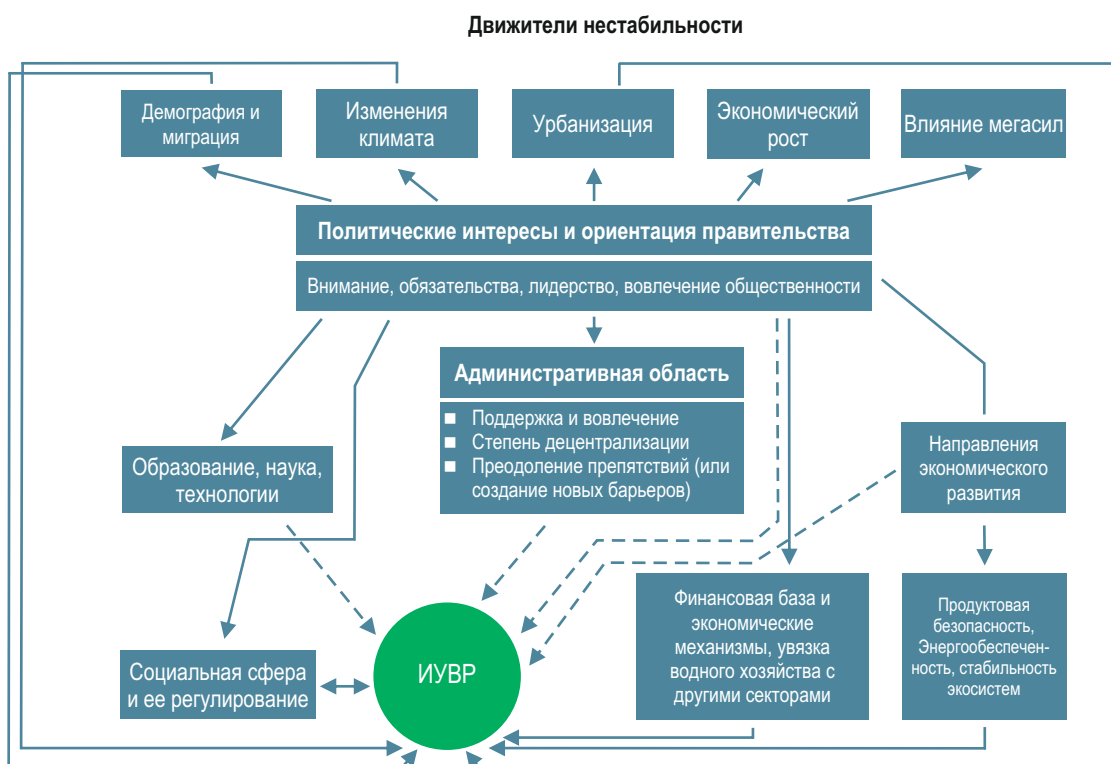 Движители нестабильности
Демография и
миграция
Изменения
климата
Урбанизация
Экономический
рост
Влияние мегасил
Политические интересы и ориентация правительства
Внимание, обязательства, лидерство, вовлечение общественности
Административная область
Поддержка и вовлечение
Степень децентрализации
Преодоление препятствий (или
создание новых барьеров)
Образование, наука,
технологии
Направления
экономического
развития
Социальная сфера
и ее регулирование
ИУВР
Финансовая база и
экономические
механизмы, увязка
водного хозяйства с
другими секторами
Продуктовая
безопасность,
Энергообеспечен-
ность, стабильность
экосистем